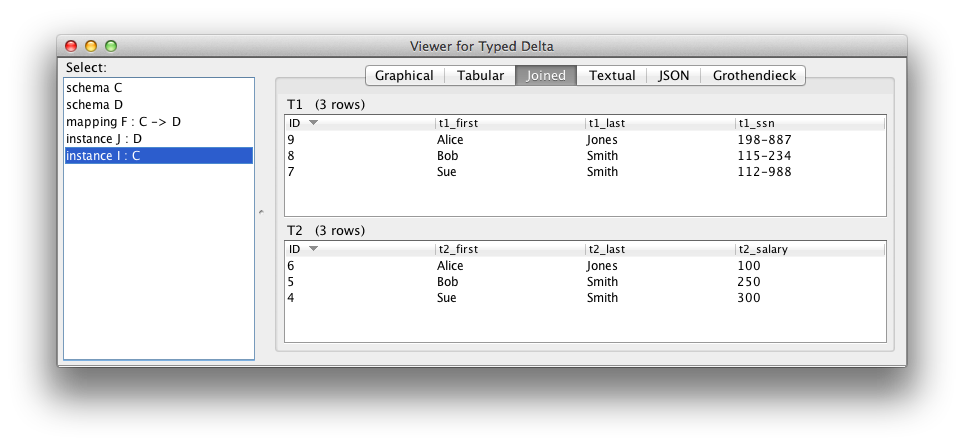 Viewer for Typed Delta
Select:
schema C
schema D
mapping F : C -> D
instance J : D
instance I : C
Graphical Tabular Joined Textual JSON Grothendieck
T1 (3 rows)
ID t1_first t1_last t1_ssn
9 Alice Jones 198-887
8 Bob Smith 115-234
7 Sue Smith 112-988
T2 (3 rows)
ID t2_first t2_last t2_salary
6 Alice Jones 100
5 Bob Smith 250
4 Sue Smith 300